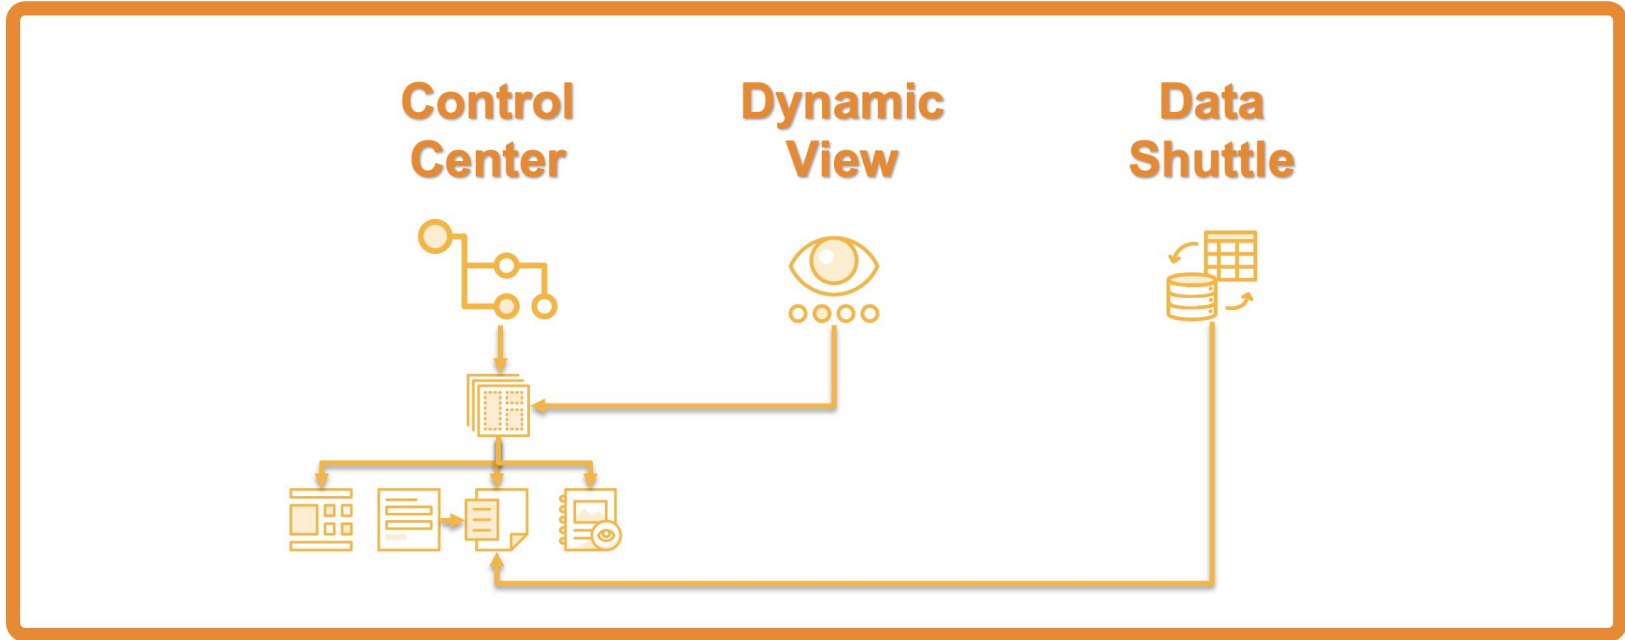 Control
Center
Dynamic
View
Data
Shuttle